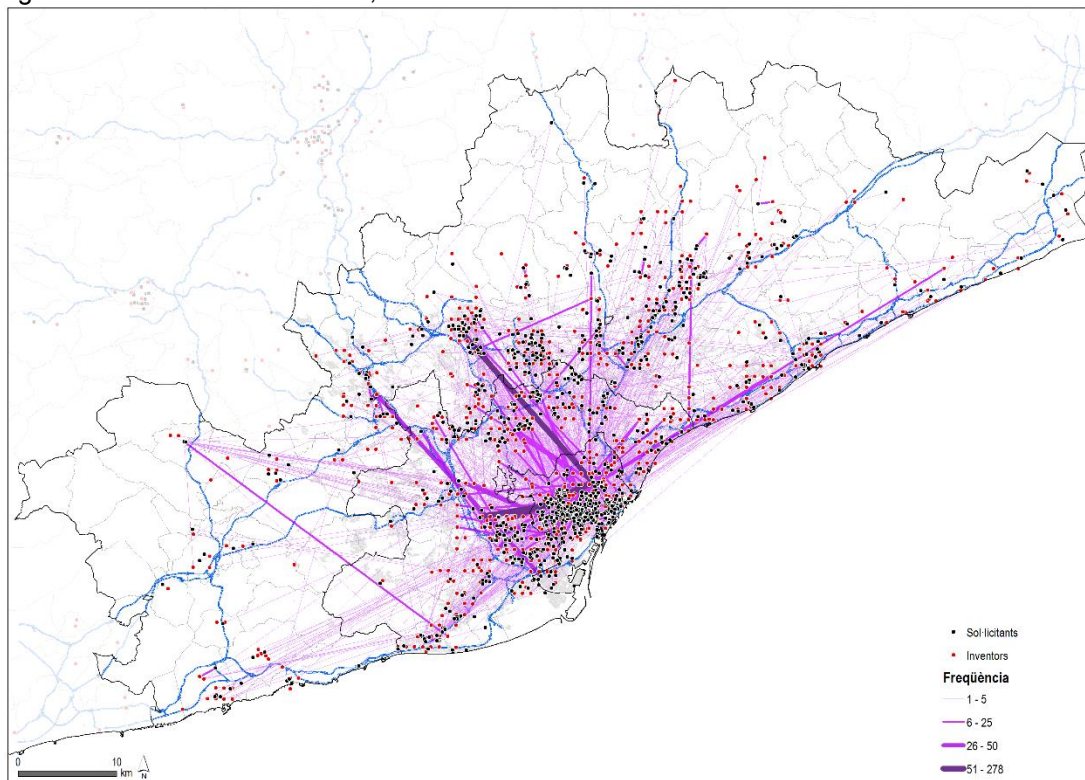 Sol·licitants
Inventors
Freqüència
1 - 5
6 - 25
26 - 50
51 - 278
0 10
km
N